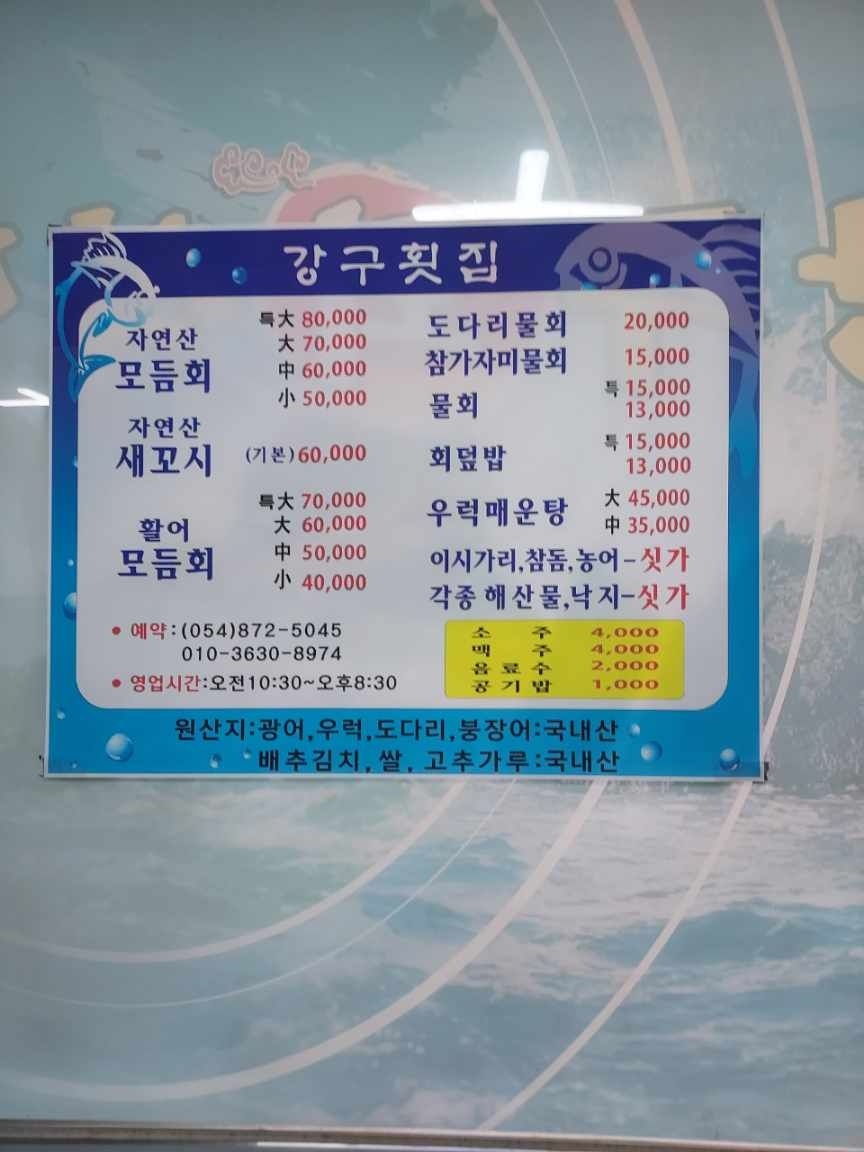 강구횟집
자연산 모듬회
특大 80,000
大 70,000
中 60,000
小 50,000
자연산 새꼬시 (기본) 60,000
활어 모듬회
특大 70,000
大 60,000
中 50,000
小 40,000
도다리물회 20,000
참가자미물회 15,000
물회 특 15,000
13,000
회덮밥 특 15,000
13,000
우럭매운탕 大 45,000
中 35,000
이시가리,참돔,농어-싯가
각종해산물,낙지-싯가
• 예약:(054)872-5045
010-3630-8974
• 영업시간:오전10:30~오후8:30
소주 4,000
맥주 4,000
음료수 2,000
공기밥 1,000
원산지:광어,우럭,도다리,붕장어:국내산
배추김치,쌀,고추가루:국내산